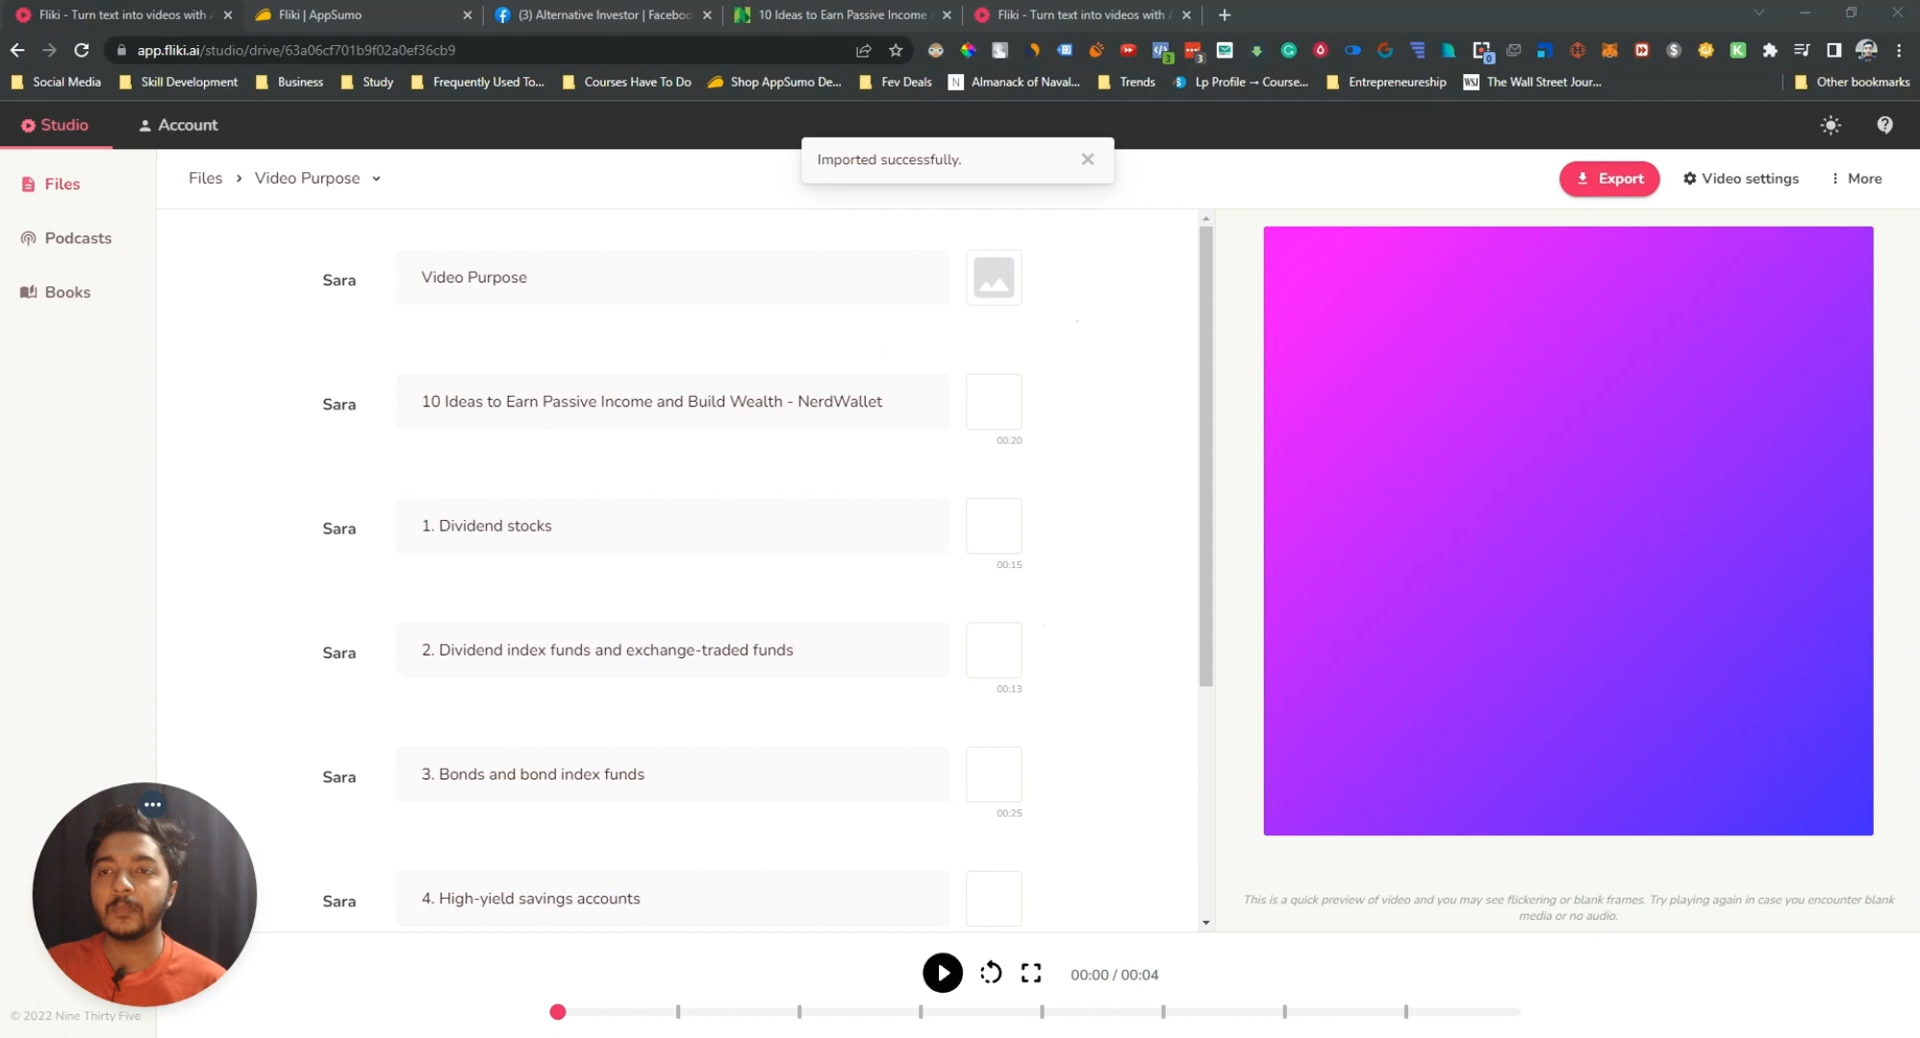 Fliki - Turn text into videos with
Fliki | AppSumo
(3) Alternative Investor | Faceboo
10 Ideas to Earn Passive Income
Fliki - Turn text into videos with
app.fliki.ai/studio/drive/63a06cf701b9f02a0ef36cb9
Social Media
Skill Development
Business
Study
Frequently Used To...
Courses Have To Do
Shop AppSumo De...
Fev Deals
Almanack of Naval...
Trends
Lp Profile → Course...
Entrepreneureship
WSJ
The Wall Street Jour...
Other bookmarks
Studio
Account
Imported successfully.
Files
Podcasts
Books
Files > Video Purpose
Export
Video settings
More
Sara
Video Purpose
Sara
10 Ideas to Earn Passive Income and Build Wealth - NerdWallet
00:20
Sara
1. Dividend stocks
00:15
Sara
2. Dividend index funds and exchange-traded funds
00:13
Sara
3. Bonds and bond index funds
00:25
Sara
4. High-yield savings accounts
This is a quick preview of video and you may see flickering or blank frames. Try playing again in case you encounter blank
media or no audio.
00:00 / 00:04
© 2022 Nine Thirty Five